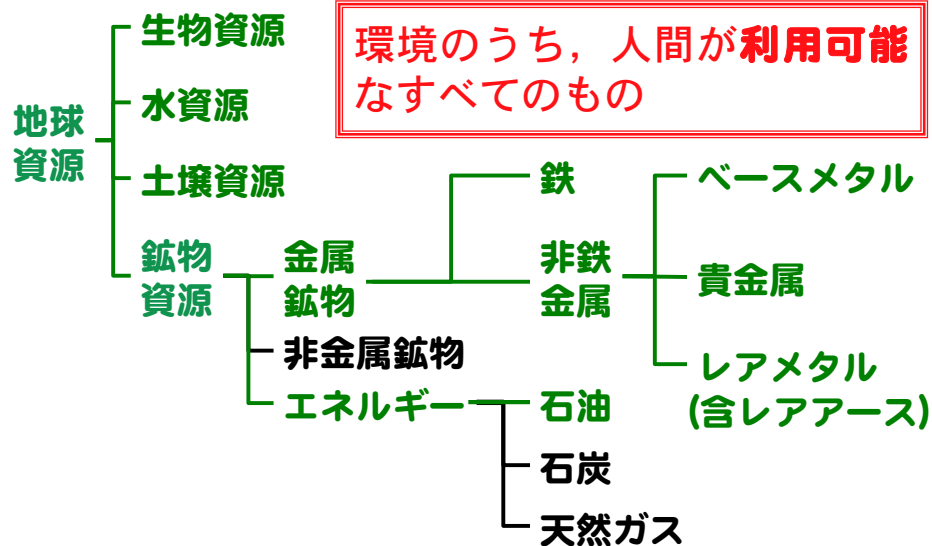 環境のうち，人間が利用可能
なすべてのもの
地球
資源
生物資源
水資源
土壌資源
鉱物
資源
金属
鉱物
非金属鉱物
エネルギー
鉄
非鉄
金属
石油
石炭
天然ガス
ベースメタル
貴金属
レアメタル
(含レアアース)